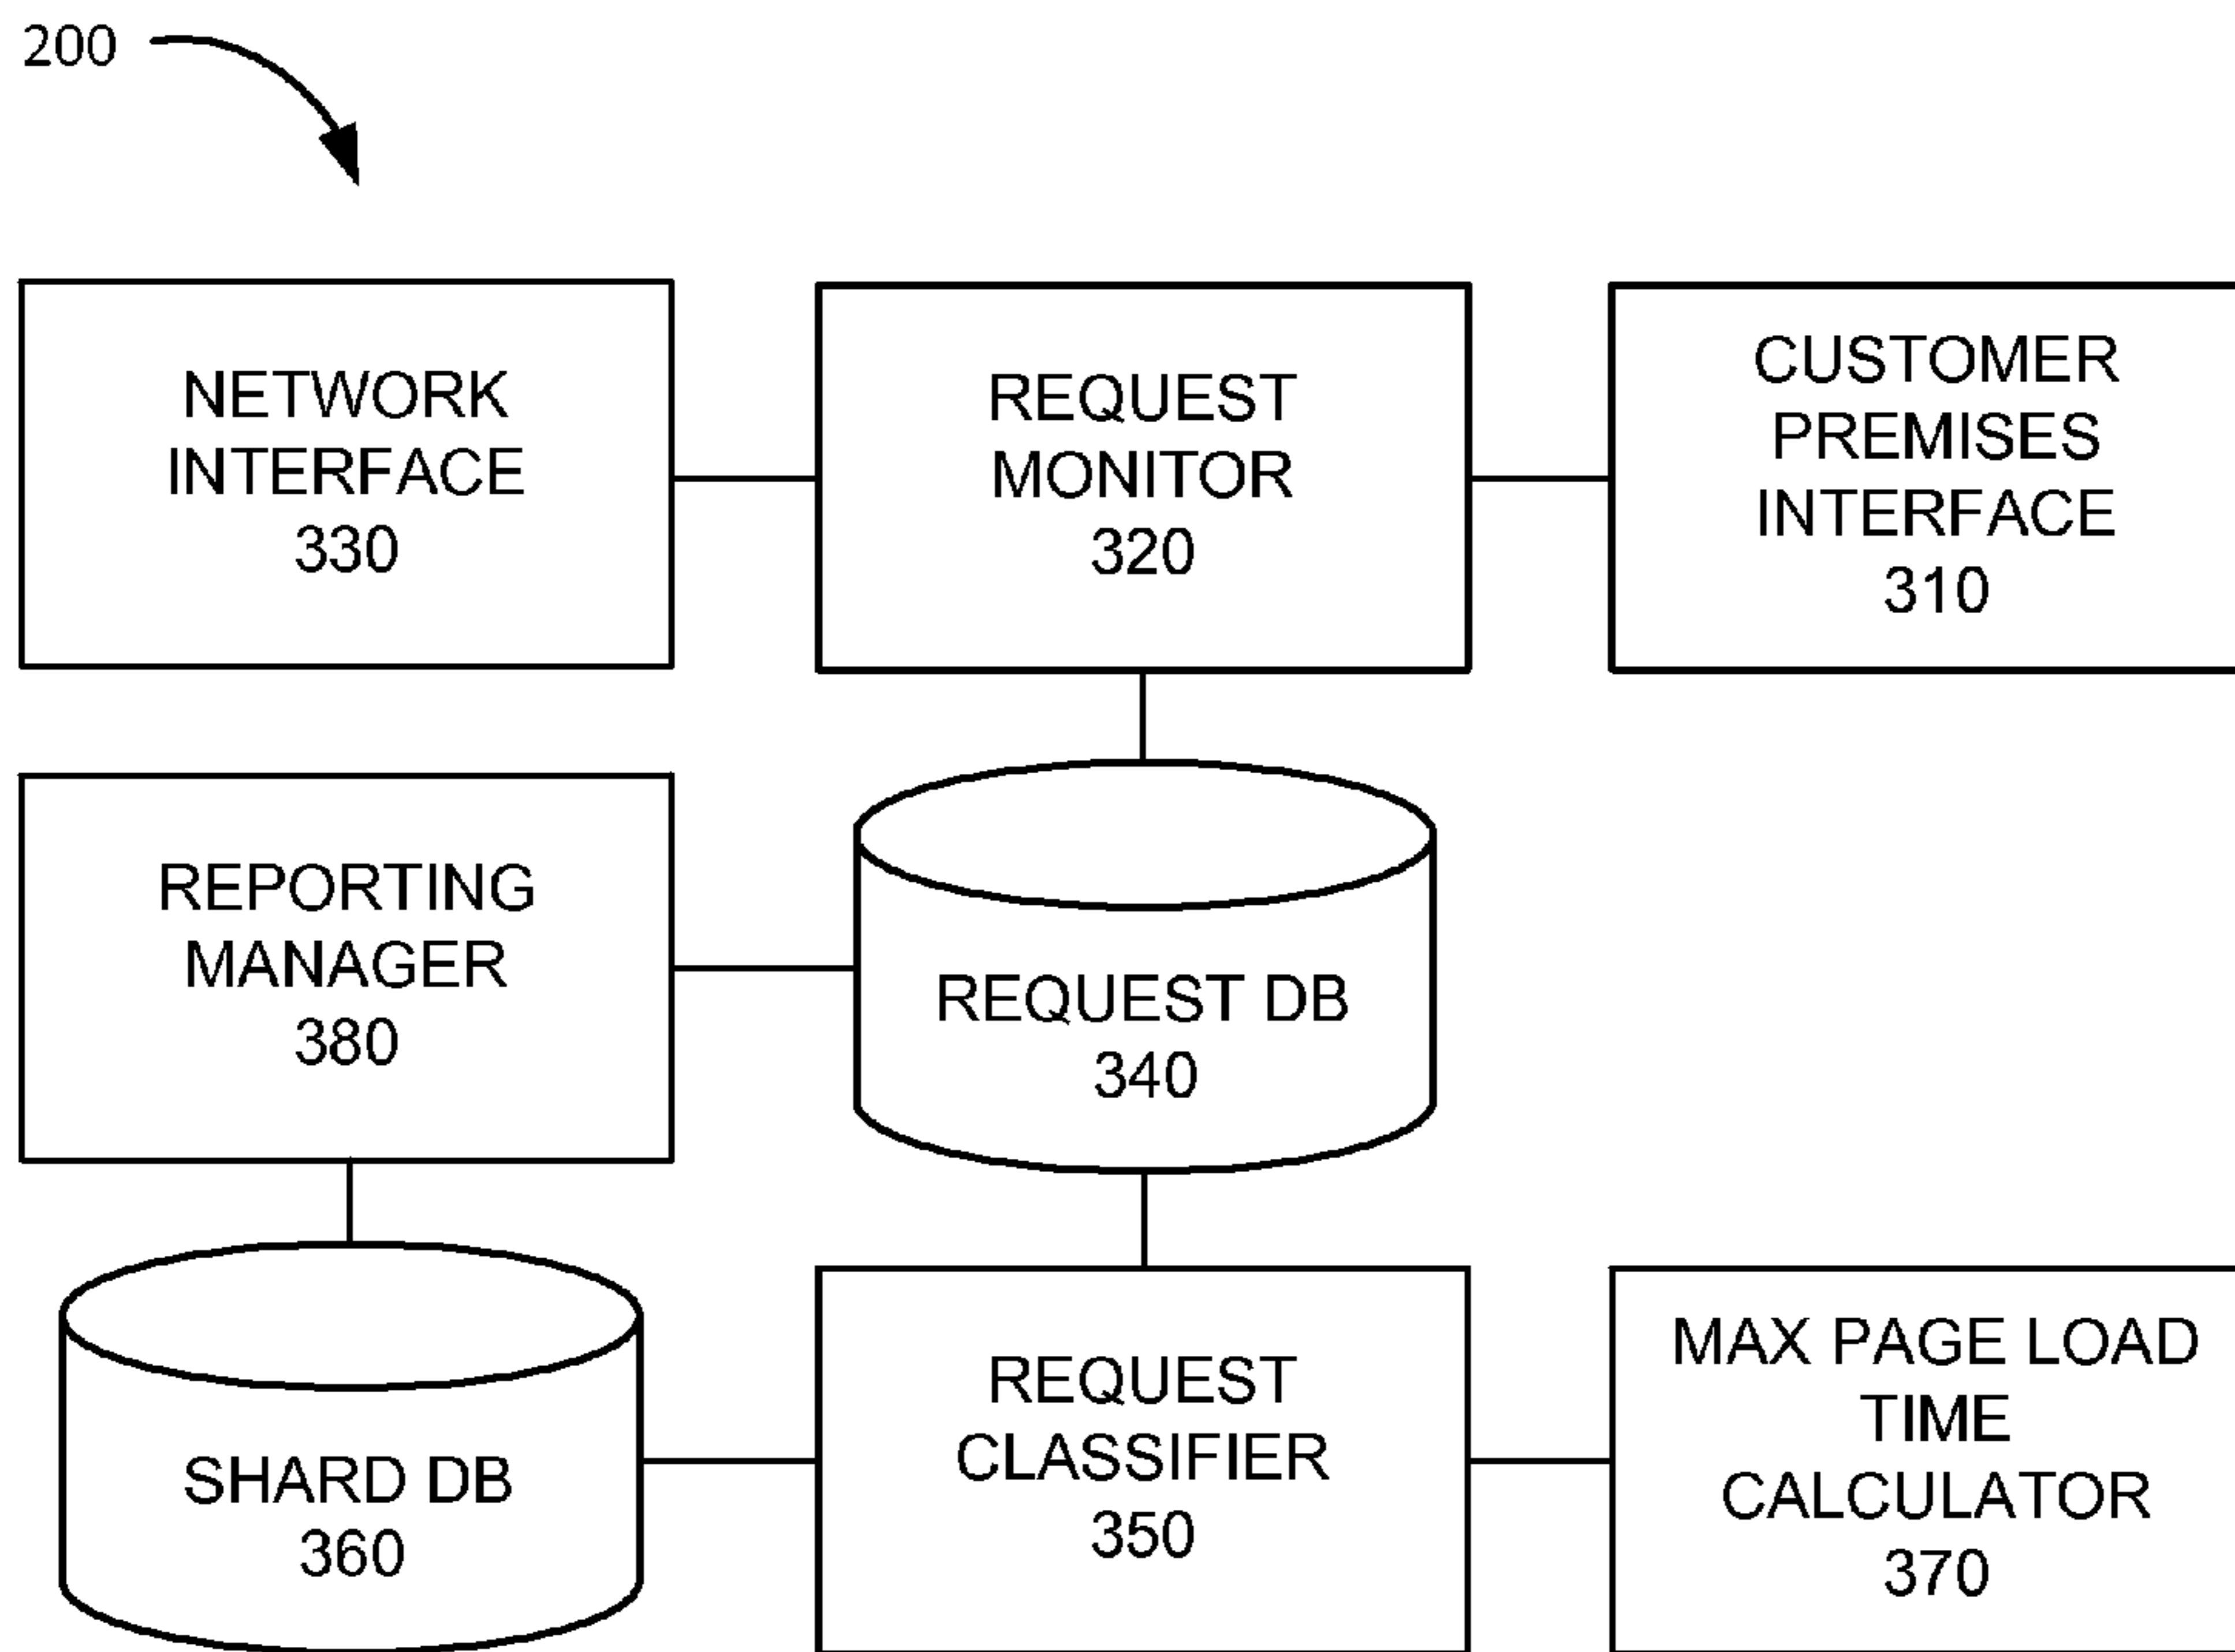 200
NETWORK
INTERFACE
330
REQUEST
MONITOR
320
CUSTOMER
PREMISES
INTERFACE
310
REPORTING
MANAGER
380
REQUEST DB
340
SHARD DB
360
REQUEST
CLASSIFIER
350
MAX PAGE LOAD
TIME
CALCULATOR
370